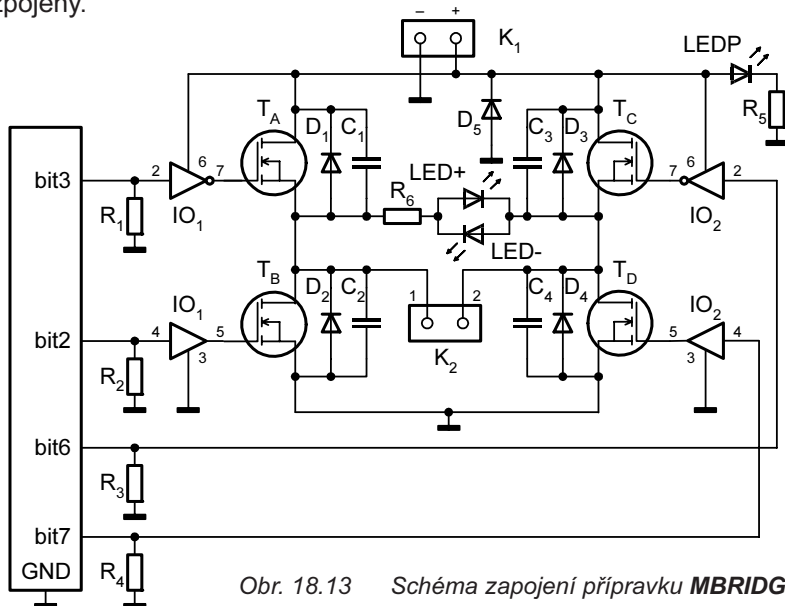 zpojeny.
– +
K1
LEDP
TA
D1
C1
D5
C3
D3
TC
R5
bit3
2
6
7
IO1
R1
R6
LED+
LED-
7
6
2
IO2
TB
D2
C2
1
2
K2
C4
D4
TD
bit2
4
IO1
5
3
R2
5
IO2
4
3
bit6
R3
bit7
R4
GND
Obr. 18.13 Schéma zapojení přípravku MBRIDG